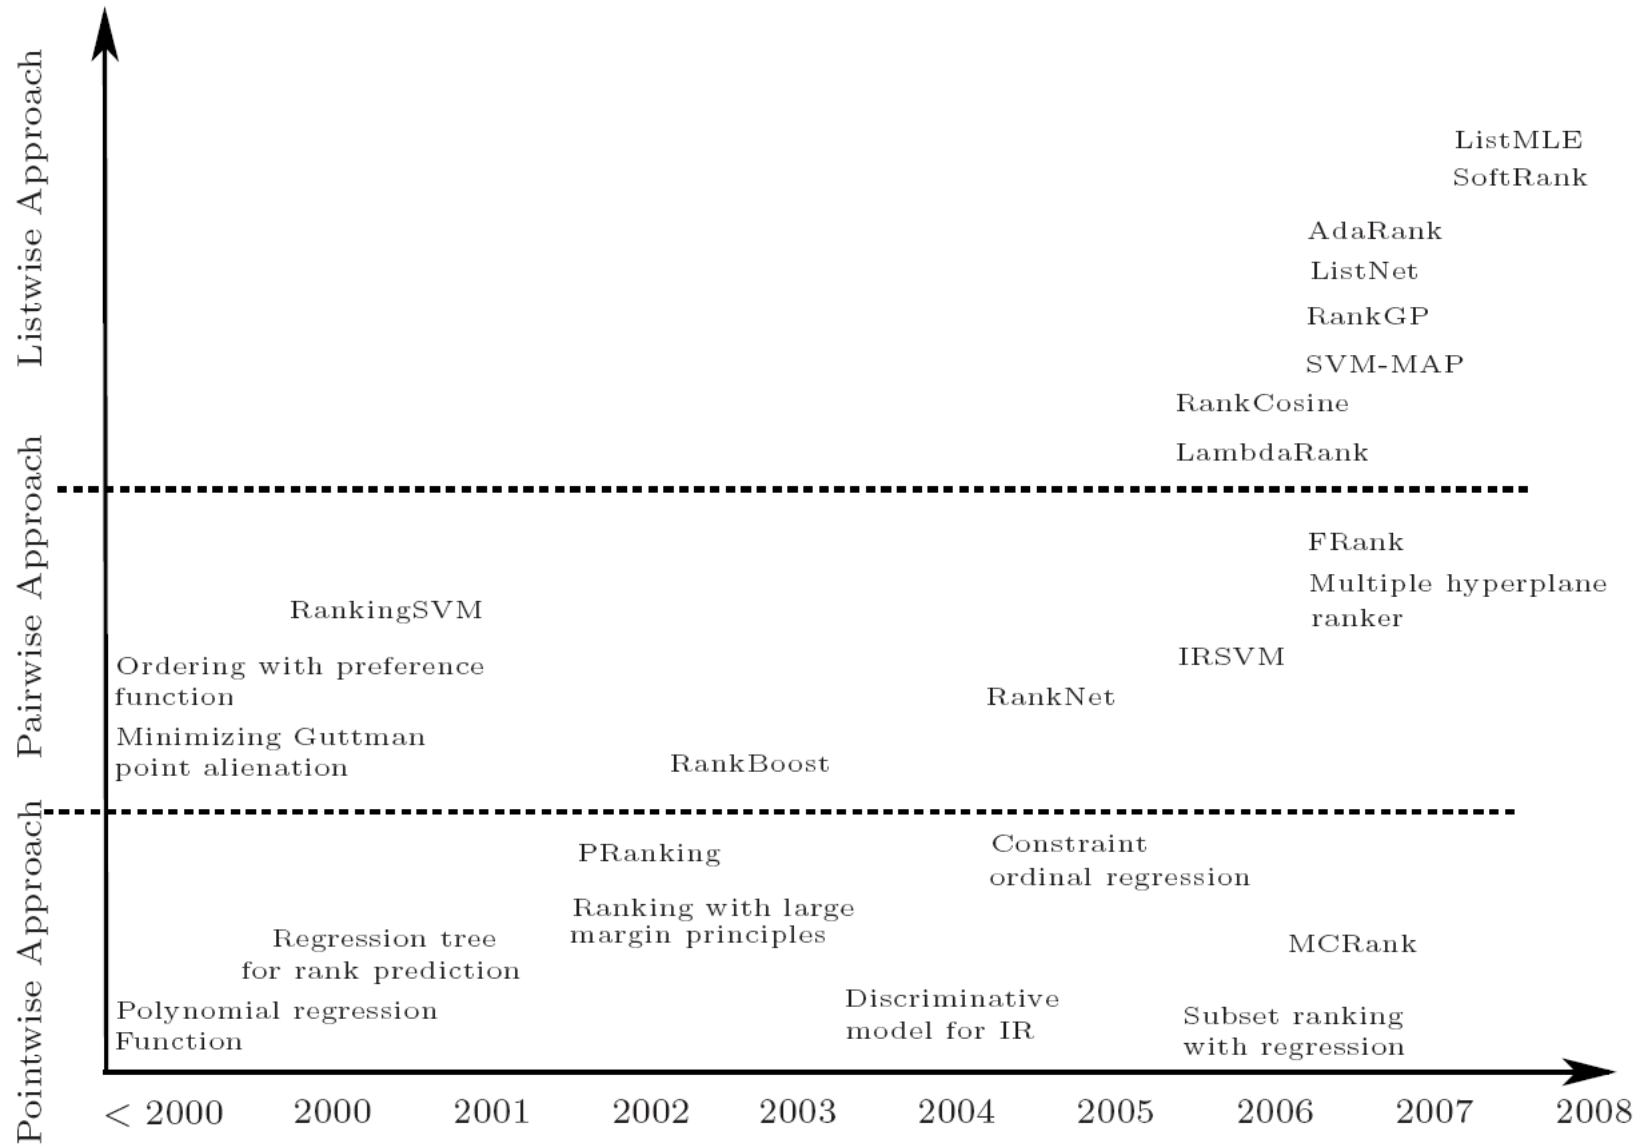 Listwise Approach
ListMLE
SoftRank
AdaRank
ListNet
RankGP
SVM-MAP
RankCosine
LambdaRank
Pairwise Approach
FRank
Multiple hyperplane
ranker
RankingSVM
IRSVM
Ordering with preference
function
RankNet
Minimizing Guttman
point alienation
RankBoost
Pointwise Approach
PRanking
Constraint
ordinal regression
Ranking with large
margin principles
Regression tree
for rank prediction
MCRank
Polynomial regression
Function
Discriminative
model for IR
Subset ranking
with regression
< 2000 2000 2001 2002 2003 2004 2005 2006 2007 2008